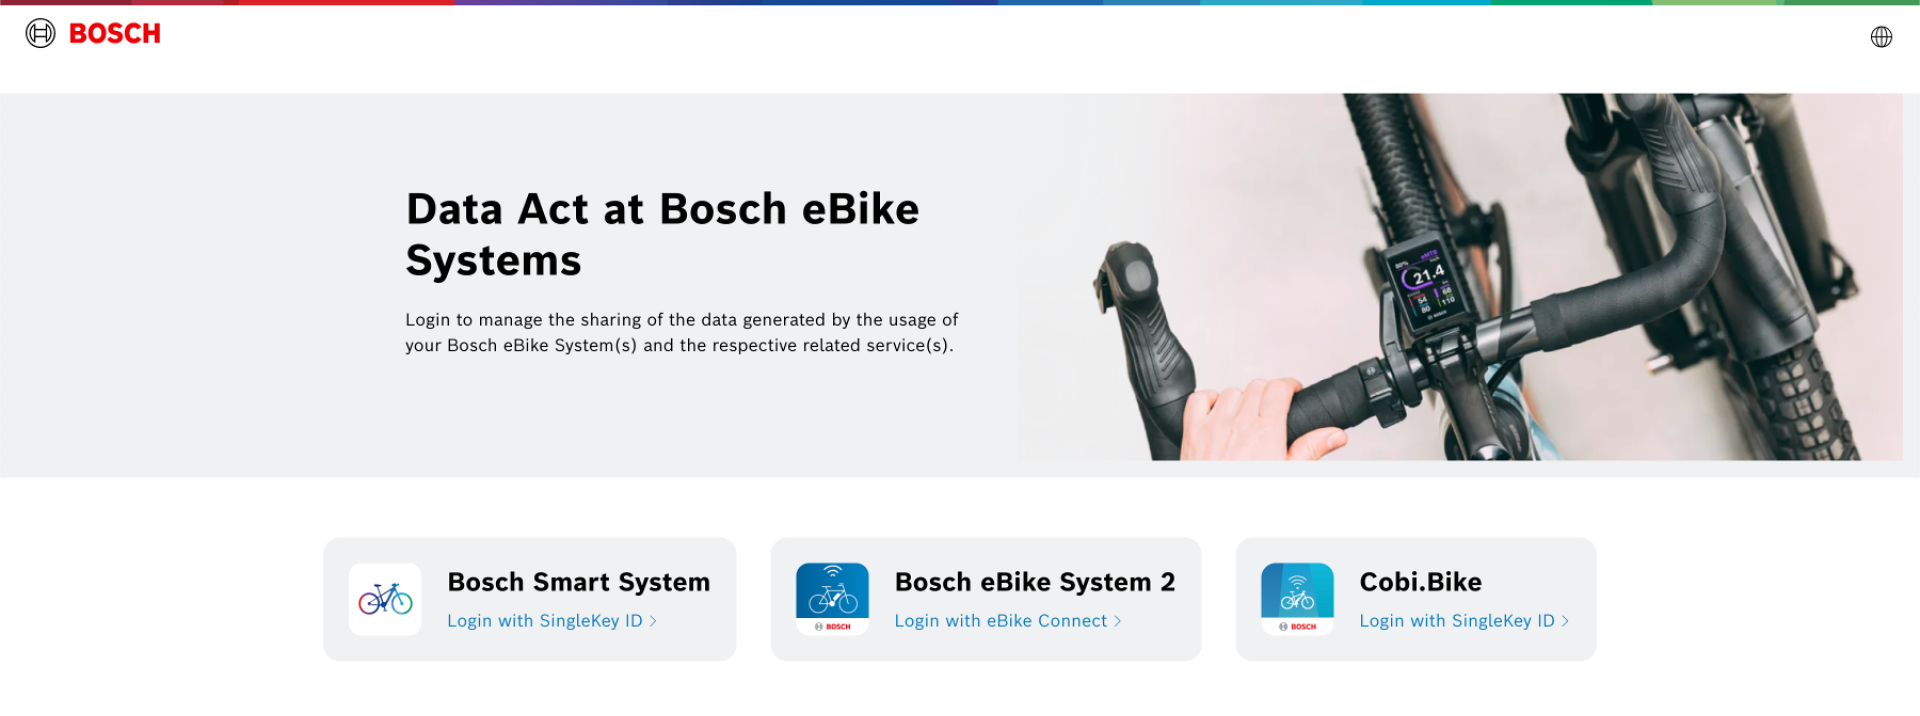 BOSCH
Data Act at Bosch eBike
Systems
Login to manage the sharing of the data generated by the usage of
your Bosch eBike System(s) and the respective related service(s).
21.4
Bosch Smart System
Login with SingleKey ID
BOSCH
Bosch eBike System 2
Login with eBike Connect
BOSCH
Cobi.Bike
Login with SingleKey ID